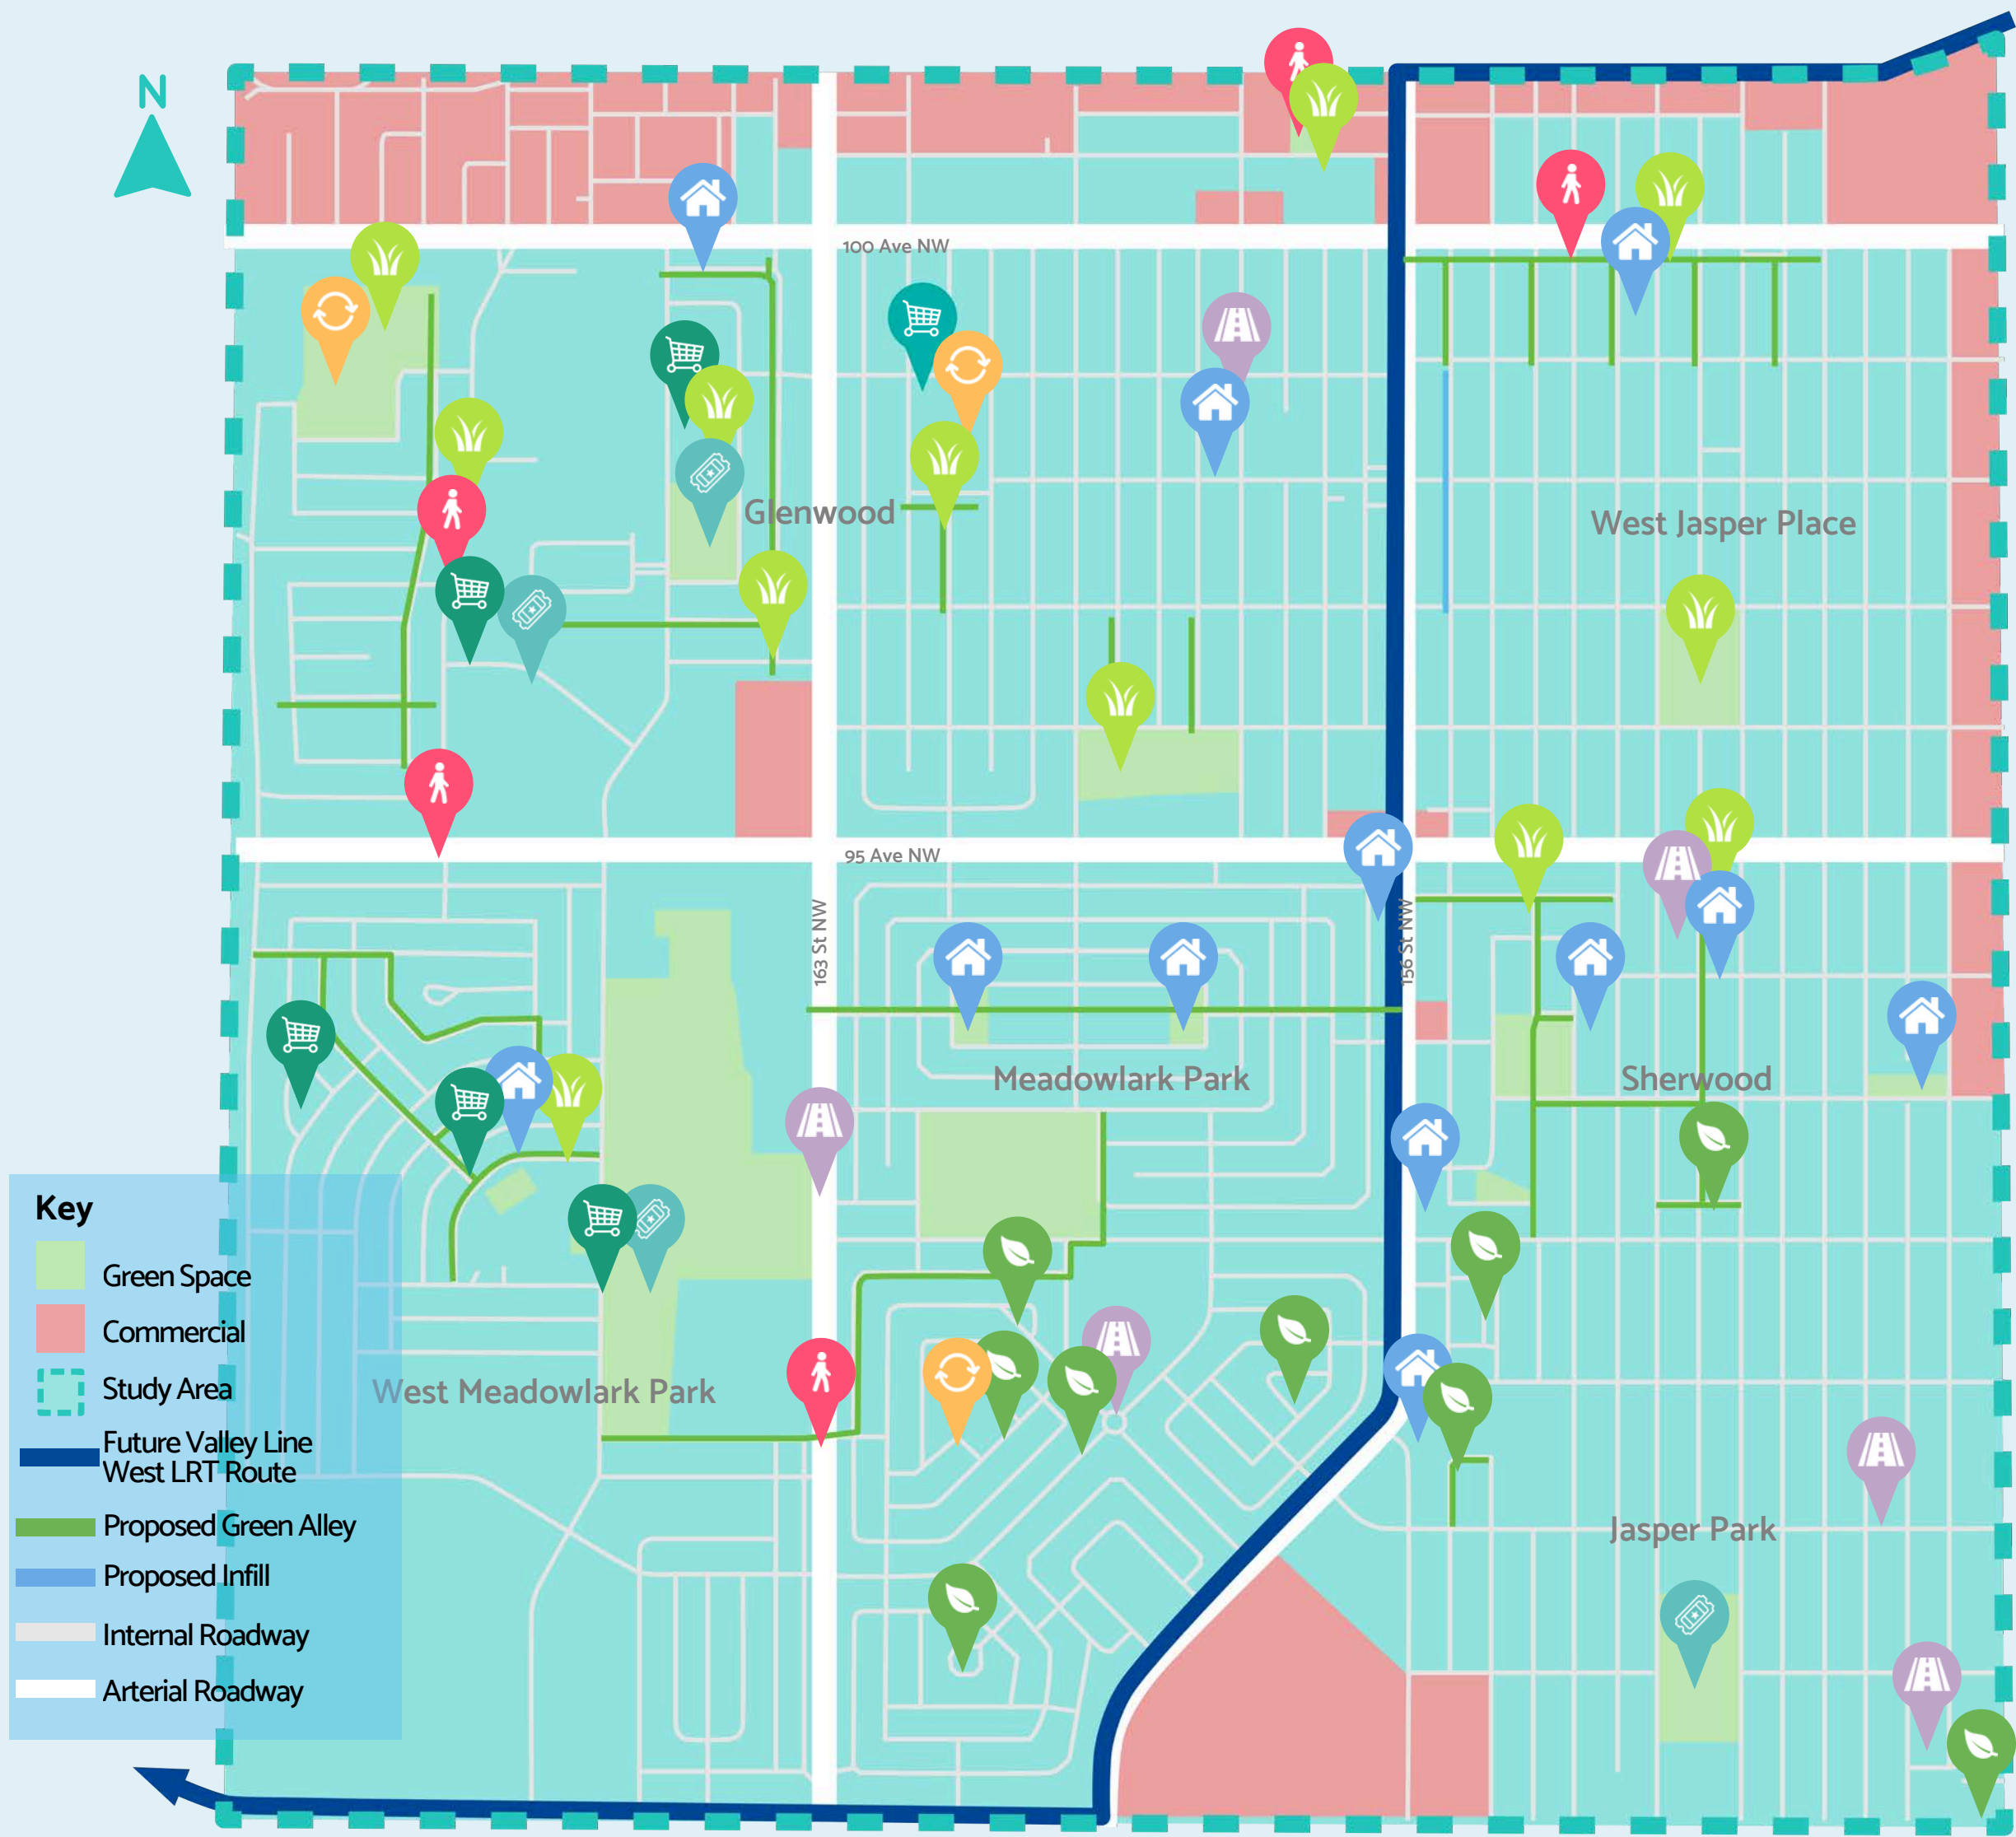 N
100 Ave NW
Glenwood
West Jasper Place
95 Ave NW
163 St NW
156 St NW
Meadowlark Park
Sherwood
West Meadowlark Park
Jasper Park
Key
Green Space
Commercial
Study Area
Future Valley Line
West LRT Route
Proposed Green Alley
Proposed Infill
Internal Roadway
Arterial Roadway